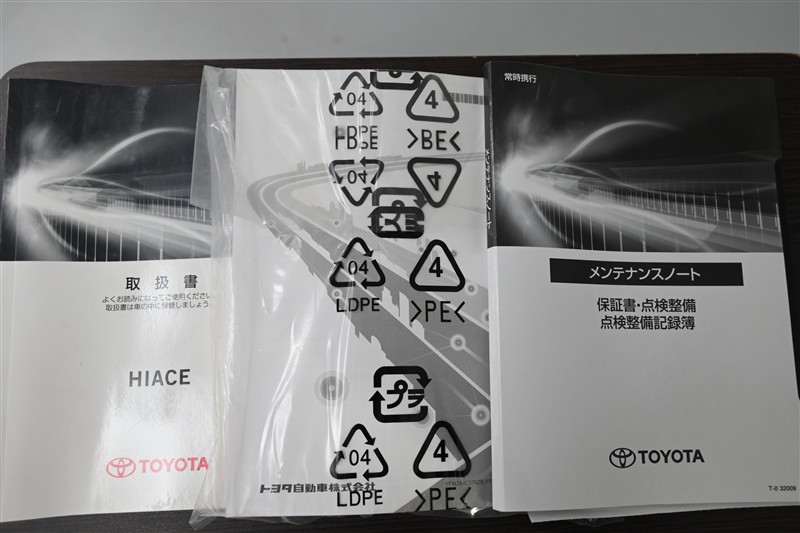 取扱書
よくお読みになってご使用ください
取扱書は車の中に保管しましょう
HIACE
TOYOTA
04
4
>BE<
04
4
04
4
LDPE
>PE<
プラ
04
4
LDPE
>PE<
トヨタ自動車株式会社
常時携行
メンテナンスノート
保証書・点検整備
点検整備記録簿
TOYOTA
T-0 32009